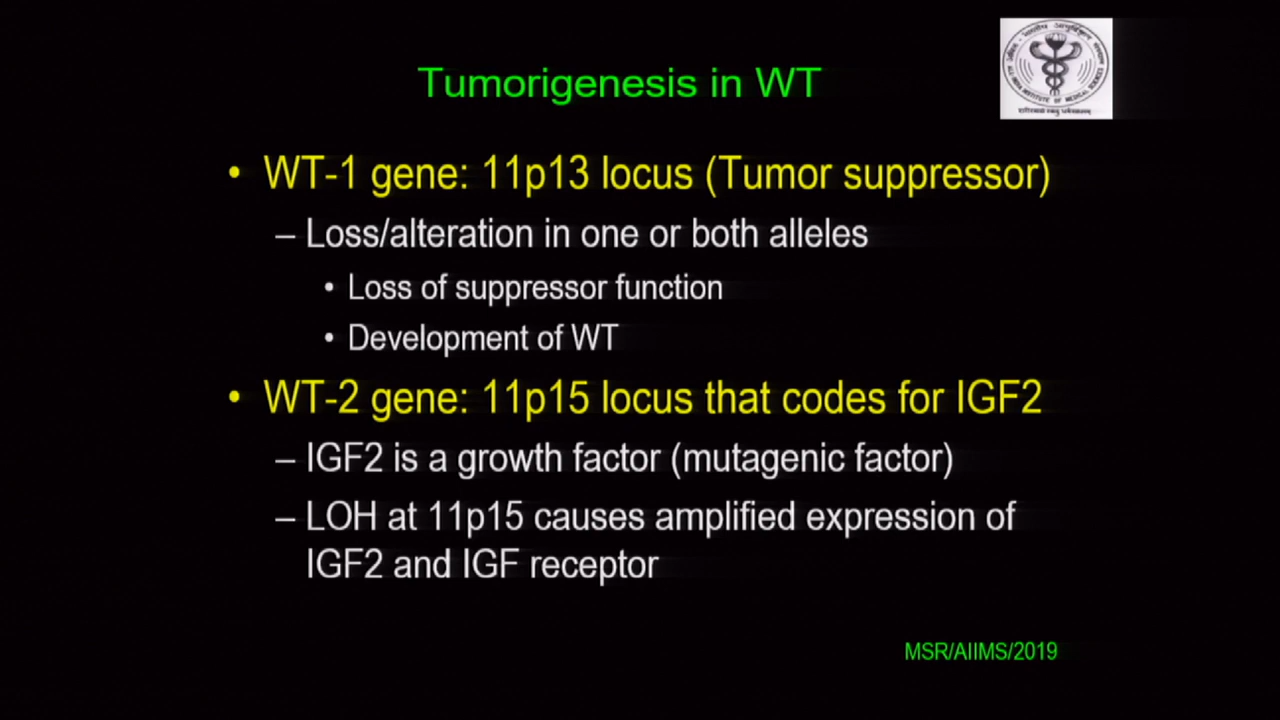 Tumorigenesis in WT
• WT-1 gene: 11p13 locus (Tumor suppressor)
– Loss/alteration in one or both alleles
• Loss of suppressor function
• Development of WT
• WT-2 gene: 11p15 locus that codes for IGF2
– IGF2 is a growth factor (mutagenic factor)
– LOH at 11p15 causes amplified expression of
IGF2 and IGF receptor
MSR/AIIMS/2019